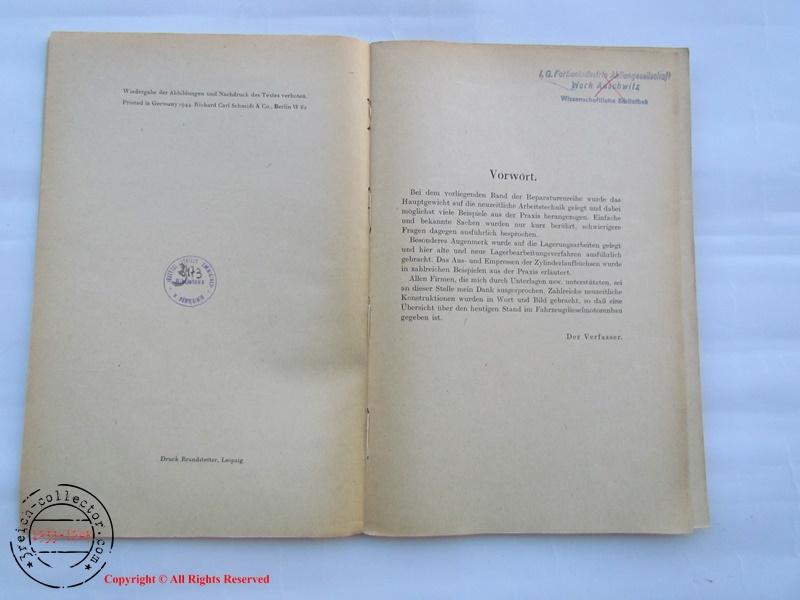 Wiedergabe der Abbildungen und Nachdruck des Textes verboten.
Printed in Germany 1944. Richard Carl Schmidt & Co., Berlin W 62
2473
Druck Brandstetter, Leipzig
I. G. Farbenindustrie Aktiengesellschaft
Werk Auschwitz
Wissenschaftliche Bibliothek
Vorwort.
Bei dem vorliegenden Band der Reparaturenreihe wurde das
Hauptgewicht auf die neuzeitliche Arbeitstechnik gelegt und dabei
möglichst viele Beispiele aus der Praxis herangezogen. Einfache
und bekannte Sachen wurden nur kurz berührt, schwierigere
Fragen dagegen ausführlich besprochen.
Besonderes Augenmerk wurde auf die Lagerungsarbeiten gelegt
und hier alte und neue Lagerbearbeitungsverfahren ausführlich
gebracht. Das Aus- und Einpressen der Zylinderlaufbüchsen wurde
in zahlreichen Beispielen aus der Praxis erläutert.
Allen Firmen, die mich durch Unterlagen usw. unterstützten, sei
an dieser Stelle mein Dank ausgesprochen. Zahlreiche neuzeitliche
Konstruktionen wurden in Wort und Bild gebracht, so daß eine
Übersicht über den heutigen Stand im Fahrzeugdieselmotorenbau
gegeben ist.
Der Verfasser.
*3reich-collector.com*
1933-1945
Copyright © All Rights Reserved